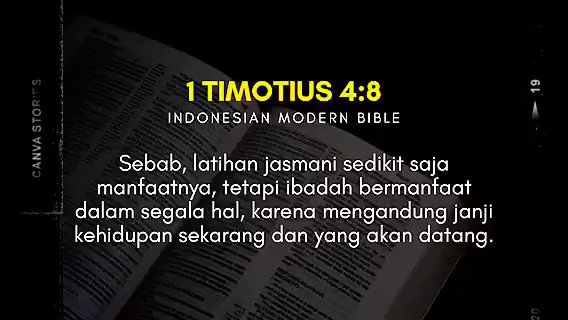 1 TIMOTIUS 4:8
INDONESIAN MODERN BIBLE
Sebab, latihan jasmani sedikit saja
manfaatnya, tetapi ibadah bermanfaat
dalam segala hal, karena mengandung janji
kehidupan sekarang dan yang akan datang.
CANVA STORIES
19
20